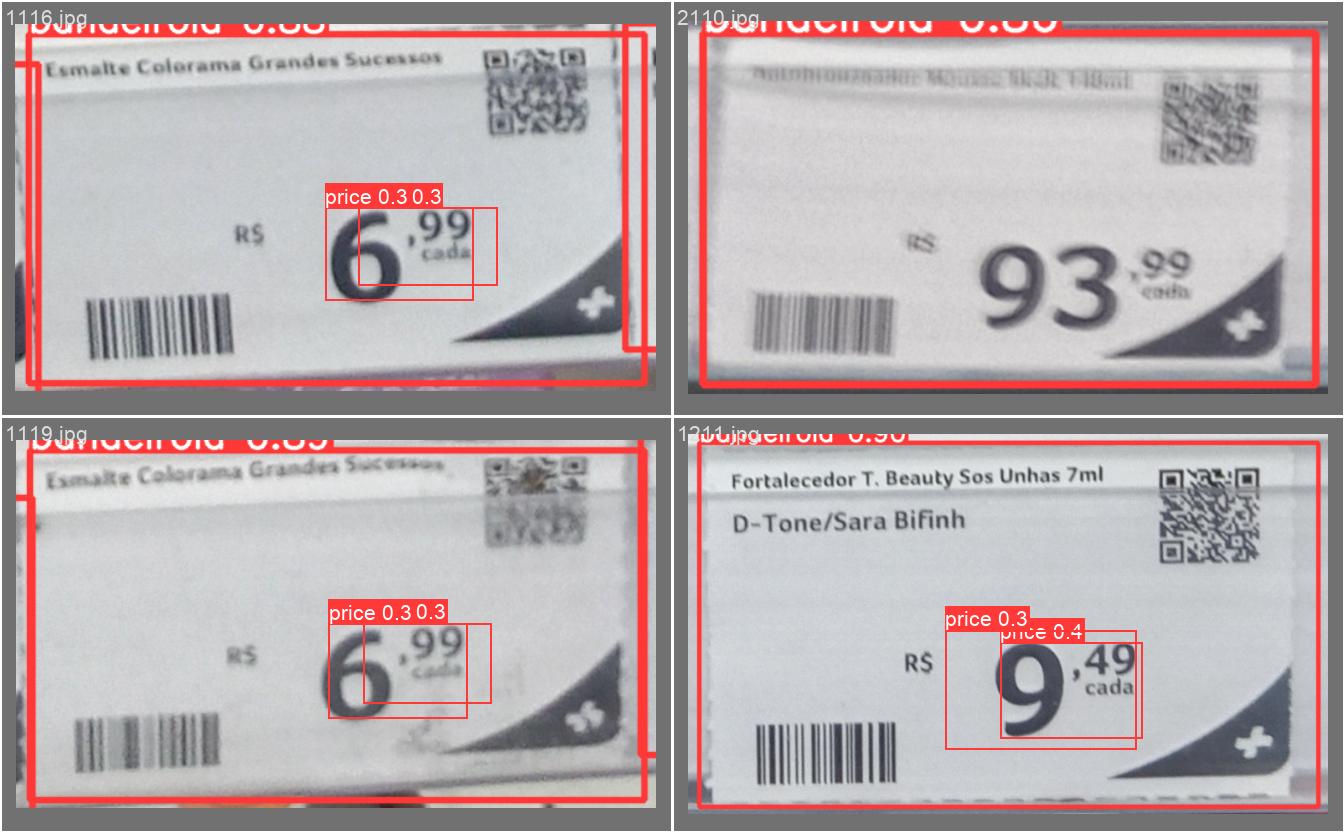 1116.jpg
Esmalte Colorama Grandes Sucessos
price 0.3 0.3
R$ 6,99
cada
2110.jpg
R$ 93,99
cada
1119.jpg
Esmalte Colorama Grandes Sucessos
price 0.3 0.3
R$ 6,99
cada
1211.jpg
Fortalecedor T. Beauty Sos Unhas 7ml
D-Tone/Sara Bifinh
price 0.3
price 0.4
R$ 9,49
cada